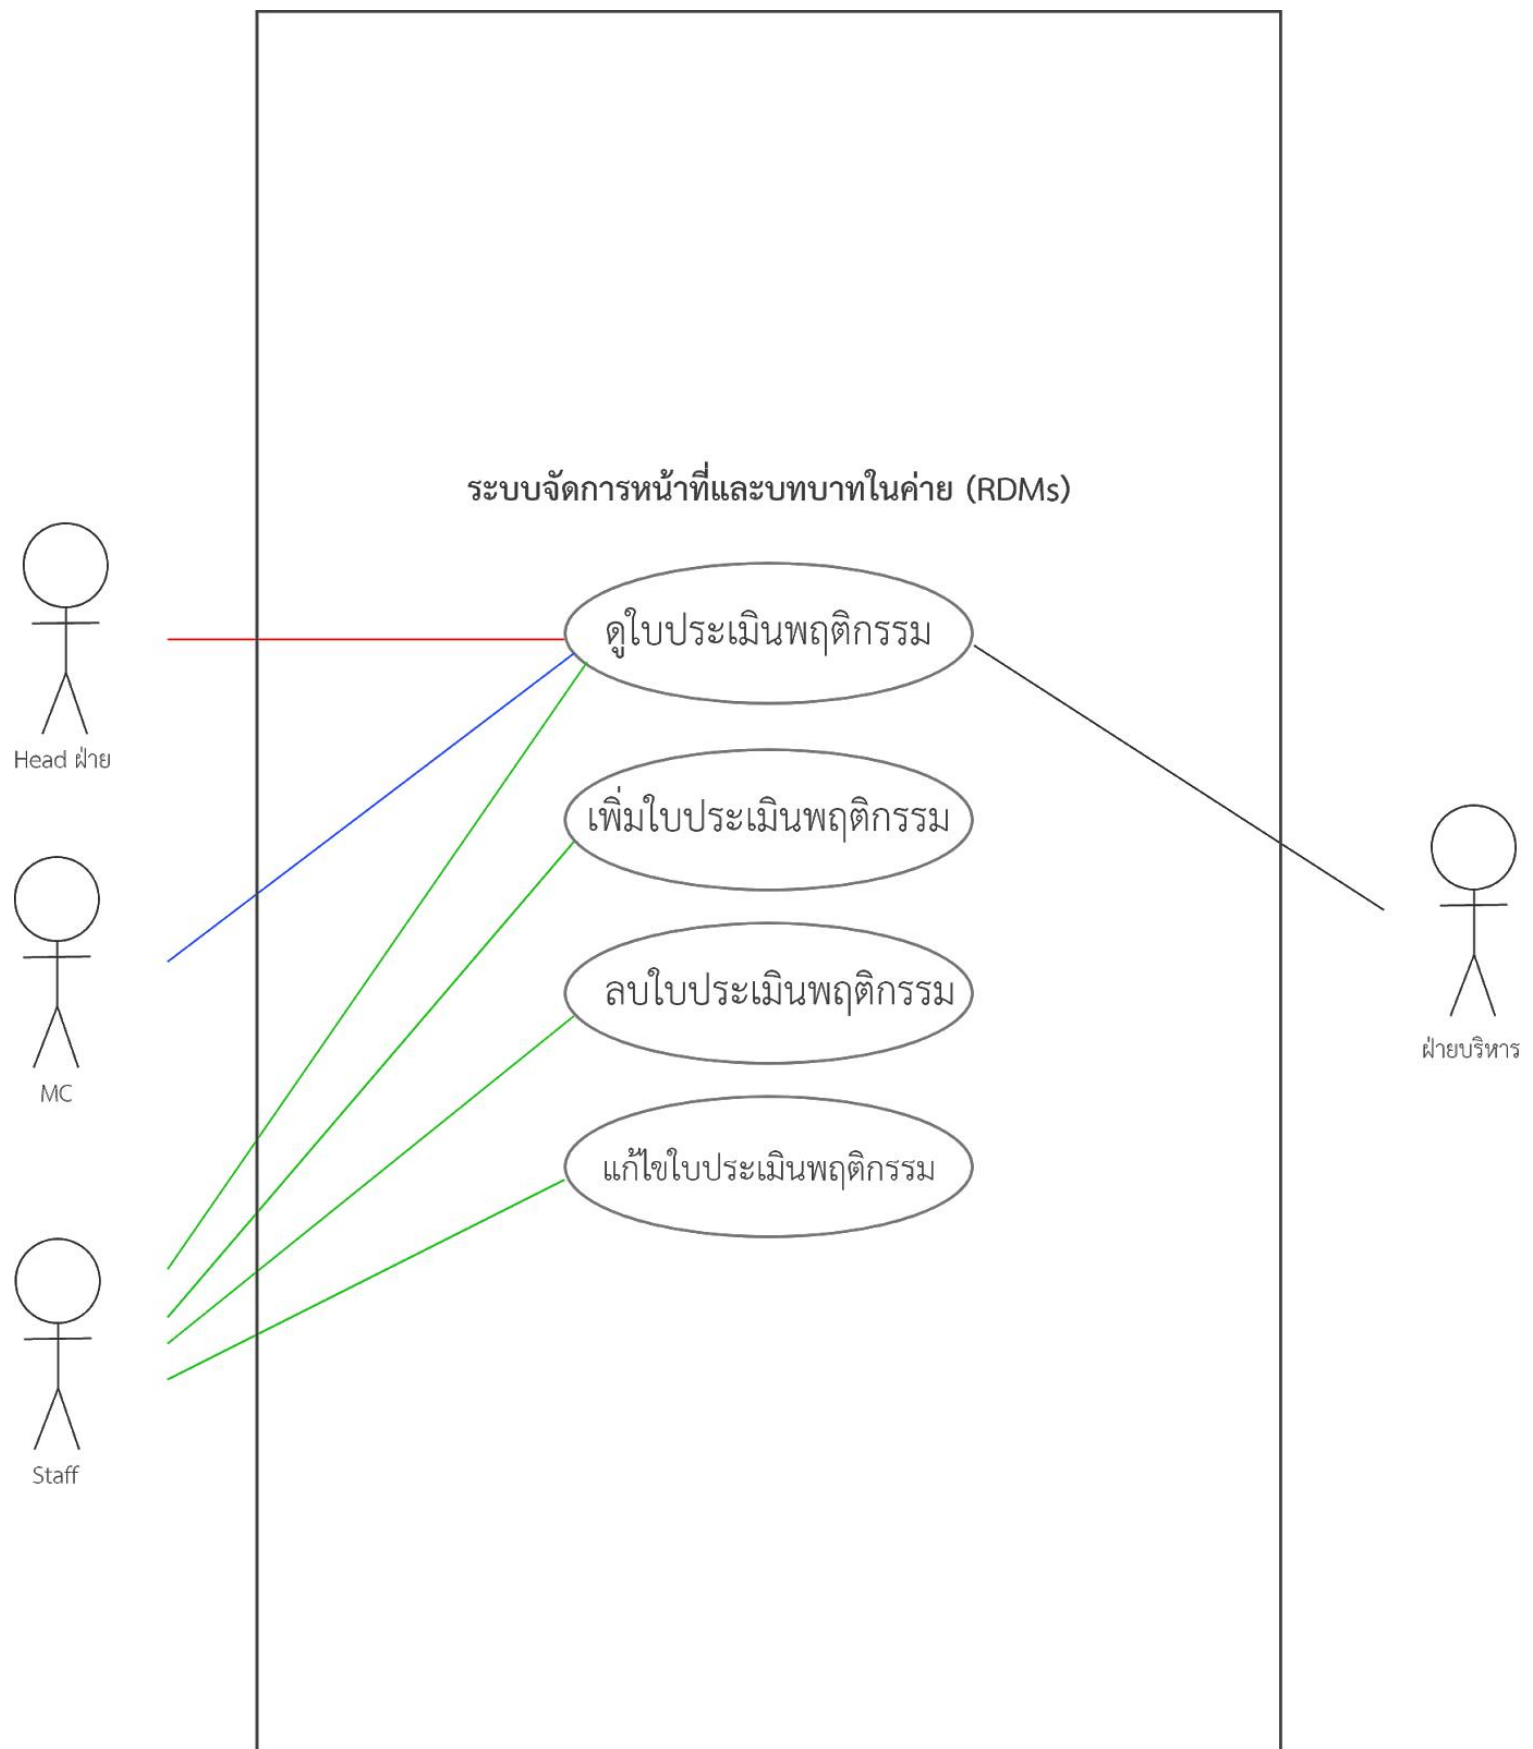 ระบบจัดการหน้าที่และบทบาทในค่าย (RDMs)
ดูใบประเมินพฤติกรรม
Head ฝ่าย
เพิ่มใบประเมินพฤติกรรม
ลบใบประเมินพฤติกรรม
ฝ่ายบริหาร
MC
แก้ไขใบประเมินพฤติกรรม
Staff